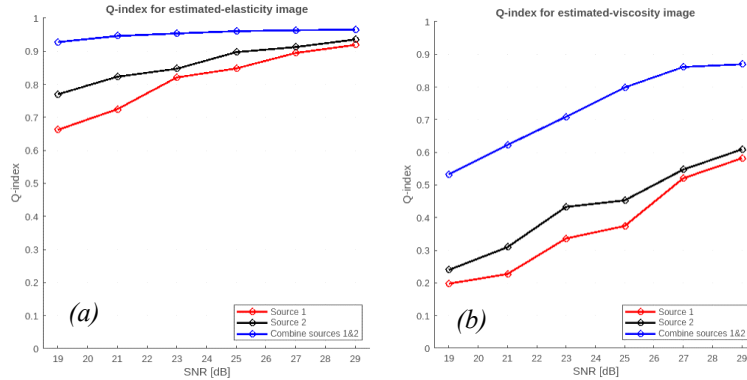 Q-index for estimated-elasticity image
1
0.9
0.8
0.7
0.6
0.5
0.4
0.3
0.2
0.1
0
Q-index
(a)
Source 1
Source 2
Combine sources 1&2
19 20 21 22 23 24 25 26 27 28 29
SNR [dB]
Q-index for estimated-viscosity image
1
0.9
0.8
0.7
0.6
0.5
0.4
0.3
0.2
0.1
0
Q-index
(b)
Source 1
Source 2
Combine sources 1&2
19 20 21 22 23 24 25 26 27 28 29
SNR [dB]